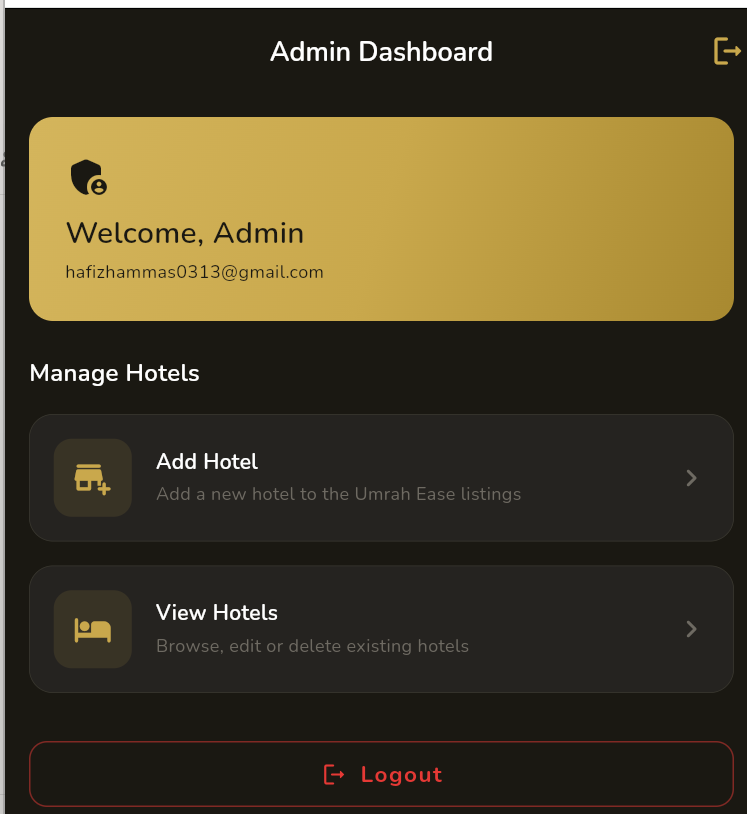 Admin Dashboard
Welcome, Admin
hafizhammas0313@gmail.com
Manage Hotels
Add Hotel
Add a new hotel to the Umrah Ease listings
View Hotels
Browse, edit or delete existing hotels
Logout